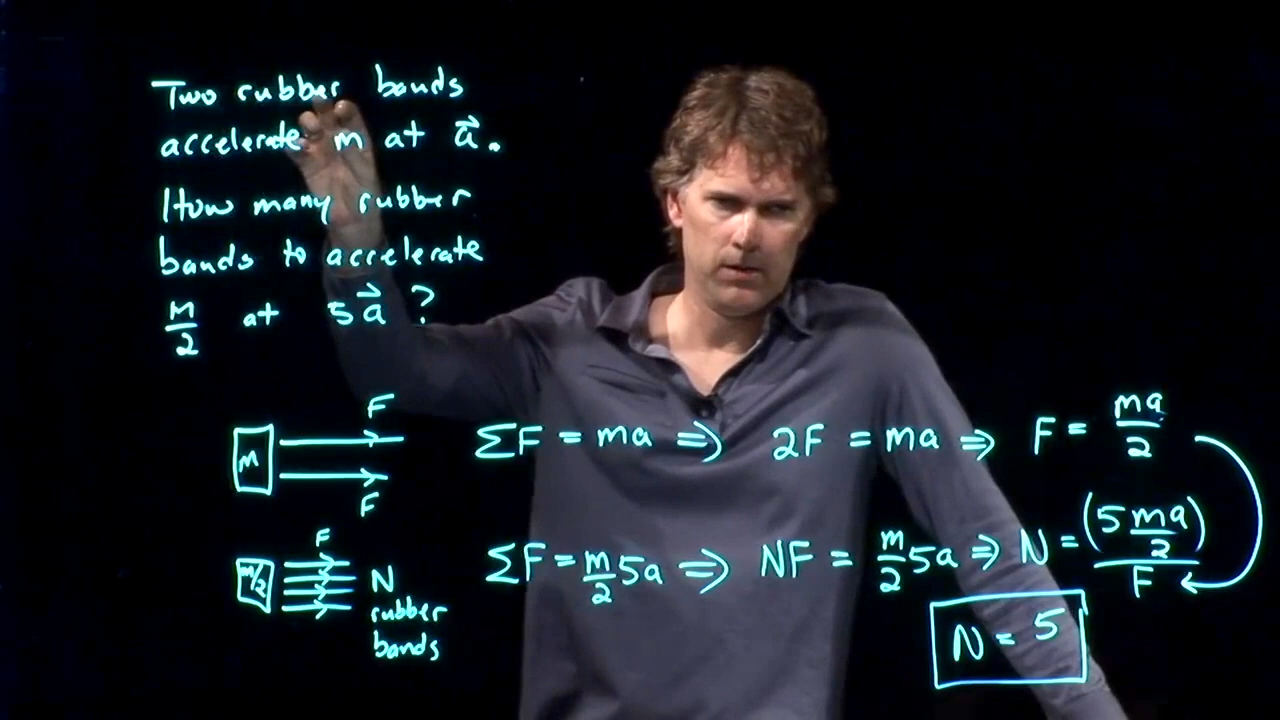 Two rubber bands
accelerate m at a⃗.
How many rubber
bands to accelerate
m/2 at 5a⃗ ?
F
m
F
ΣF = ma ⇒ 2F = ma ⇒ F = ma/2
F
m/2
N
rubber
bands
ΣF = m/2 5a ⇒ NF = m/2 5a ⇒ N = (5 ma/2)/F
N = 5